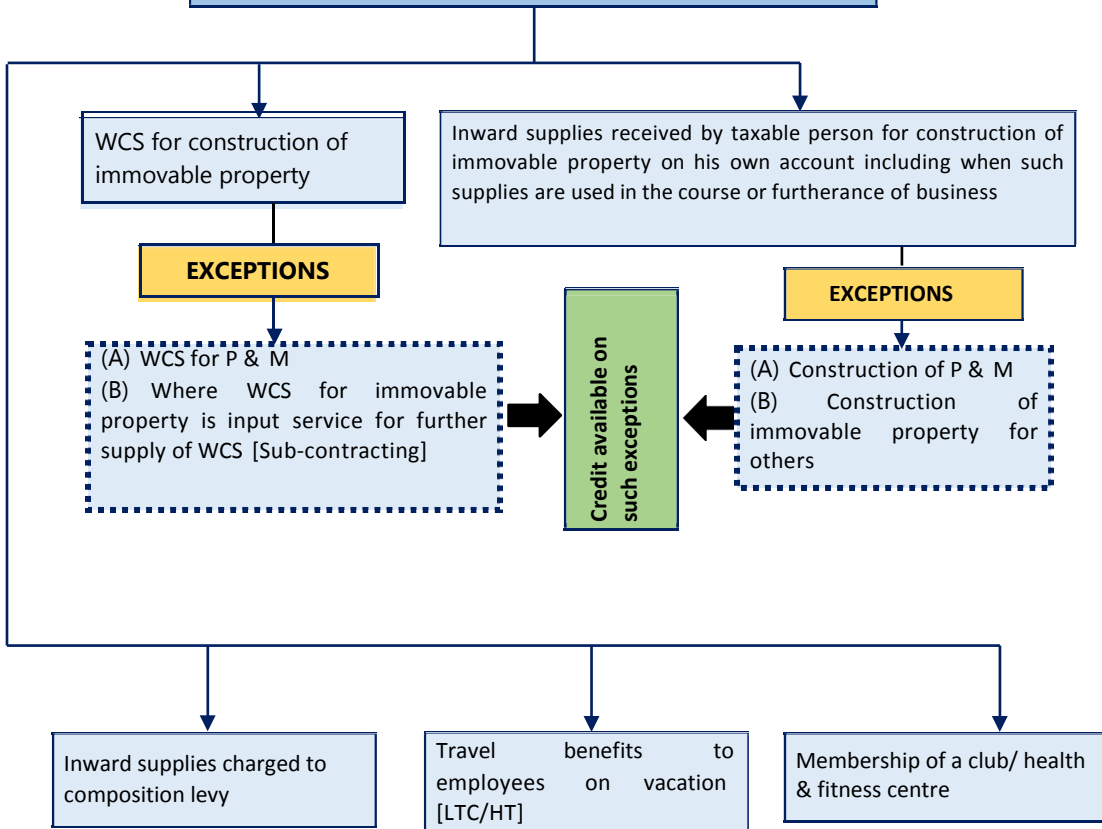 WCS for construction of
immovable property
Inward supplies received by taxable person for construction of
immovable property on his own account including when such
supplies are used in the course or furtherance of business
EXCEPTIONS
EXCEPTIONS
(A) WCS for P & M
(B) Where WCS for immovable
property is input service for further
supply of WCS [Sub-contracting]
Credit available on
such exceptions
(A) Construction of P & M
(B) Construction of
immovable property for
others
Inward supplies charged to
composition levy
Travel benefits to
employees on vacation
[LTC/HT]
Membership of a club/ health
& fitness centre